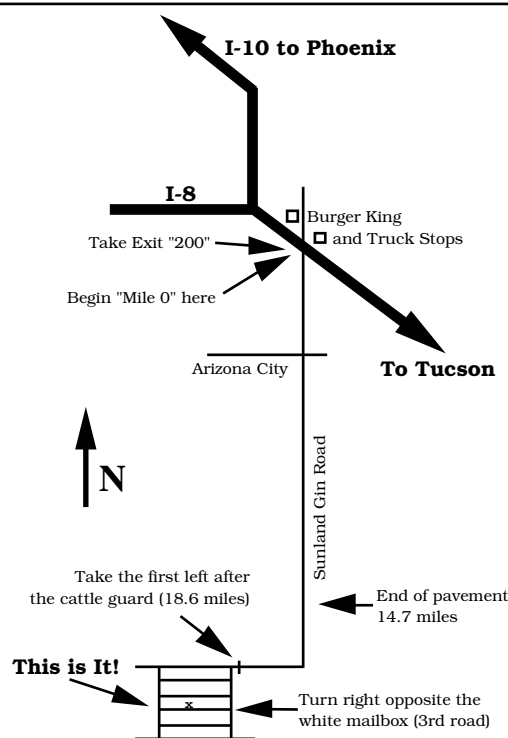 I-10 to Phoenix
I-8
Burger King
Take Exit "200"
and Truck Stops
Begin "Mile 0" here
Arizona City
To Tucson
N
Sunland Gin Road
Take the first left after
the cattle guard (18.6 miles)
End of pavement
14.7 miles
This is It!
x
Turn right opposite the
white mailbox (3rd road)